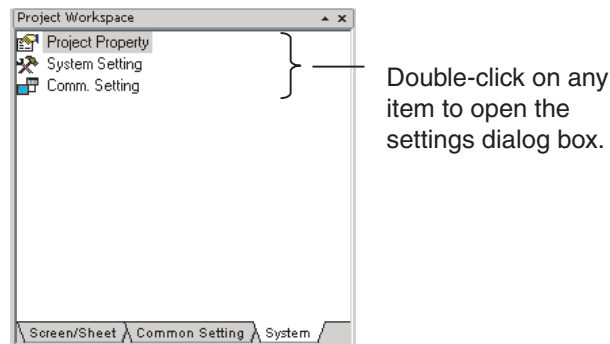 Project Workspace
Project Property
System Setting
Comm. Setting
Double-click on any
item to open the
settings dialog box.
Screen/Sheet Common Setting System